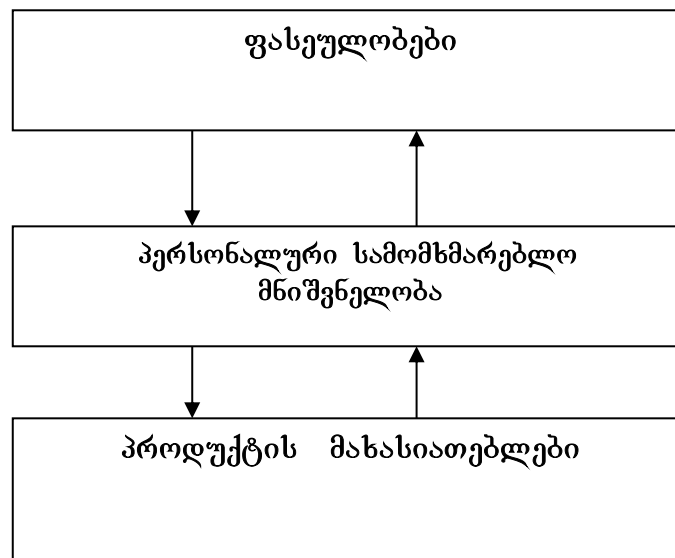 ფასეულობები
პერსონალური სამომხმარებლო
მნიშვნელობა
პროდუქტის მახასიათებლები